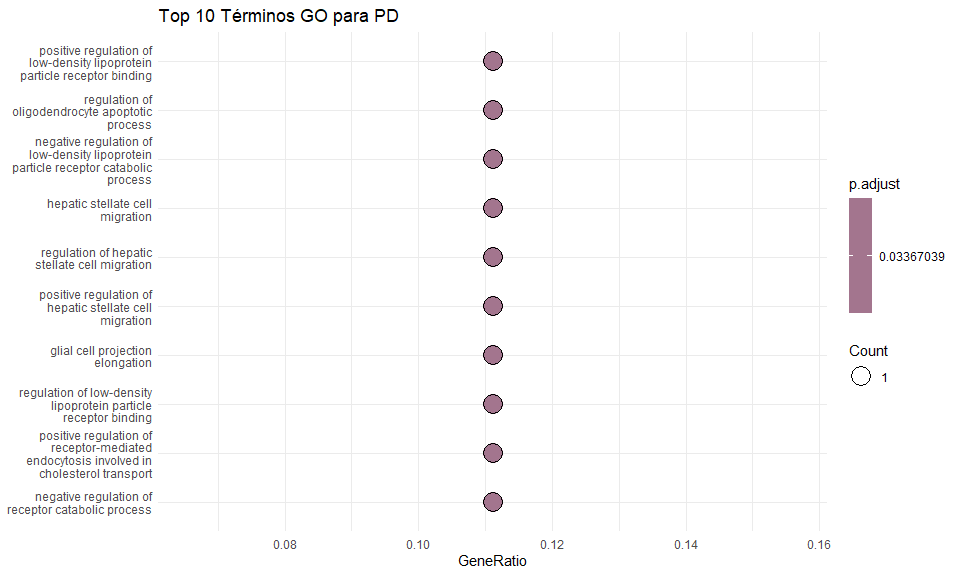 Top 10 Términos GO para PD
positive regulation of
low-density lipoprotein
particle receptor binding
regulation of
oligodendrocyte apoptotic
process
negative regulation of
low-density lipoprotein
particle receptor catabolic
process
hepatic stellate cell
migration
regulation of hepatic
stellate cell migration
positive regulation of
hepatic stellate cell
migration
glial cell projection
elongation
regulation of low-density
lipoprotein particle
receptor binding
positive regulation of
receptor-mediated
endocytosis involved in
cholesterol transport
negative regulation of
receptor catabolic process
0.08 0.10 0.12 0.14 0.16
GeneRatio
p.adjust
0.03367039
Count
1